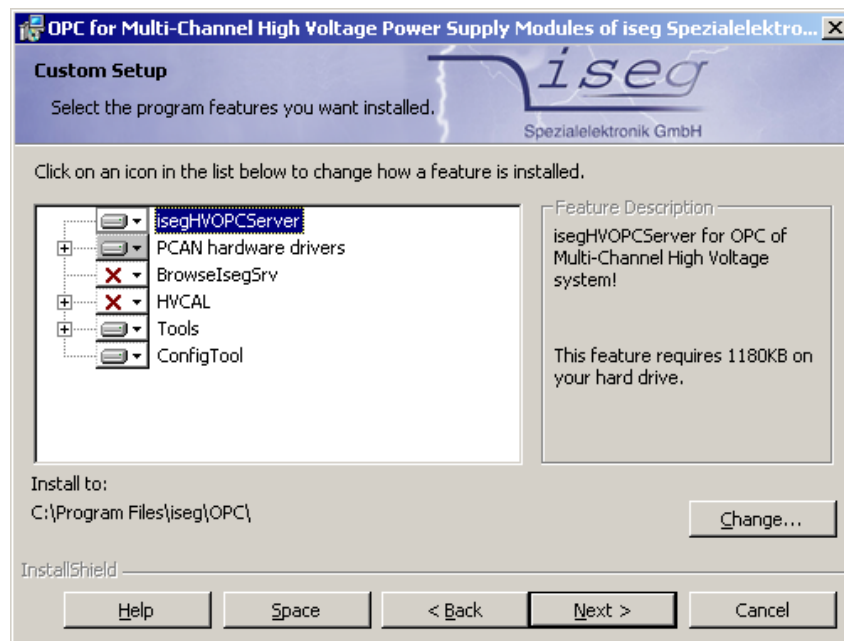 OPC for Multi-Channel High Voltage Power Supply Modules of iseg Spezialelektro...
Custom Setup
Select the program features you want installed.
iseg
Spezialelektronik GmbH
Click on an icon in the list below to change how a feature is installed.
isegHVOPCServer
PCAN hardware drivers
BrowseIsegSrv
HVCAL
Tools
ConfigTool
Feature Description
isegHVOPCServer for OPC of
Multi-Channel High Voltage
system!
This feature requires 1180KB on
your hard drive.
Install to:
C:\Program Files\iseg\OPC\
Change...
InstallShield
Help
Space
< Back
Next >
Cancel